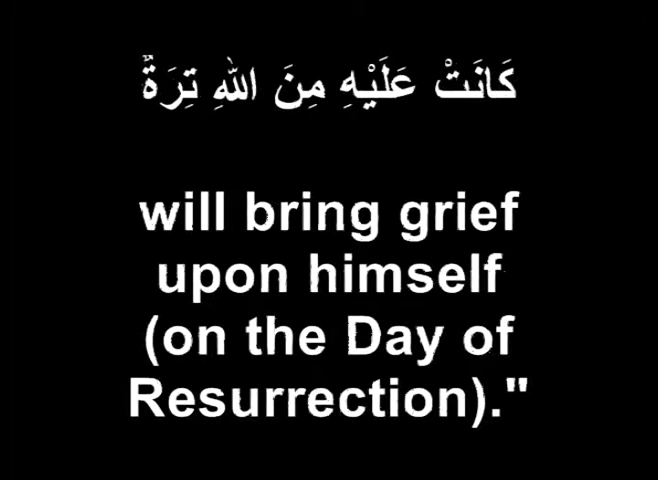 كَانَتْ عَلَيْهِ مِنَ اللهِ تِرَةٌ
will bring grief
upon himself
(on the Day of
Resurrection)."